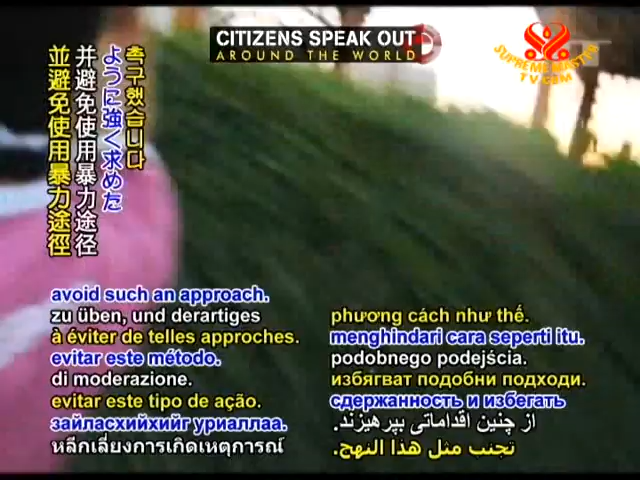 CITIZENS SPEAK OUT
AROUND THE WORLD
SUPREME MASTER
TV.COM
촉구했습니다
ように強く求めた
并避免使用暴力途径
並避免使用暴力途徑
avoid such an approach.
zu üben, und derartiges
à éviter de telles approches.
evitar este método.
di moderazione.
evitar este tipo de ação.
зайлсхийхийг уриаллаа.
หลีกเลี่ยงการเกิดเหตุการณ์
phương cách như thế.
menghindari cara seperti itu.
podobnego podejścia.
избягват подобни подходи.
сдержанность и избегать
از چنین اقداماتی بپرهیزند.
تجنب مثل هذا النهج.